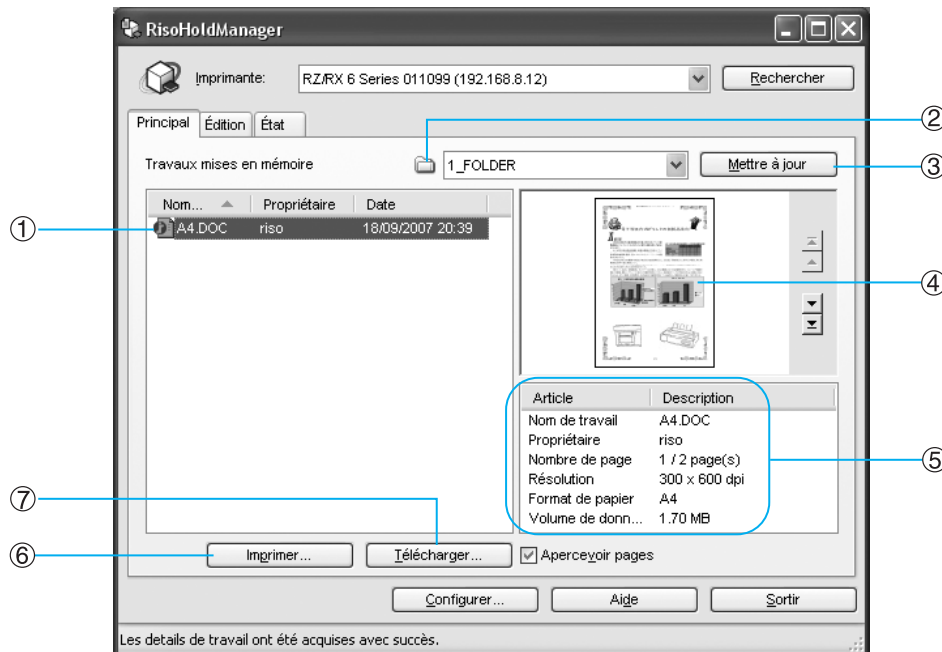 RisoHoldManager
Imprimante: RZ/RX 6 Series 011099 (192.168.8.12) Rechercher
Principal Édition État
②
Travaux mises en mémoire 1_FOLDER Mettre à jour ③
Nom... Propriétaire Date
① A4.DOC riso 18/09/2007 20:39
④
Article Description
Nom de travail A4.DOC
Propriétaire riso
Nombre de page 1 / 2 page(s)
⑤
Résolution 300 x 600 dpi
Format de papier A4
Volume de donn... 1.70 MB
⑦
⑥ Imprimer... Télécharger... Apercevoir pages
Configurer... Aide Sortir
Les details de travail ont été acquises avec succès.